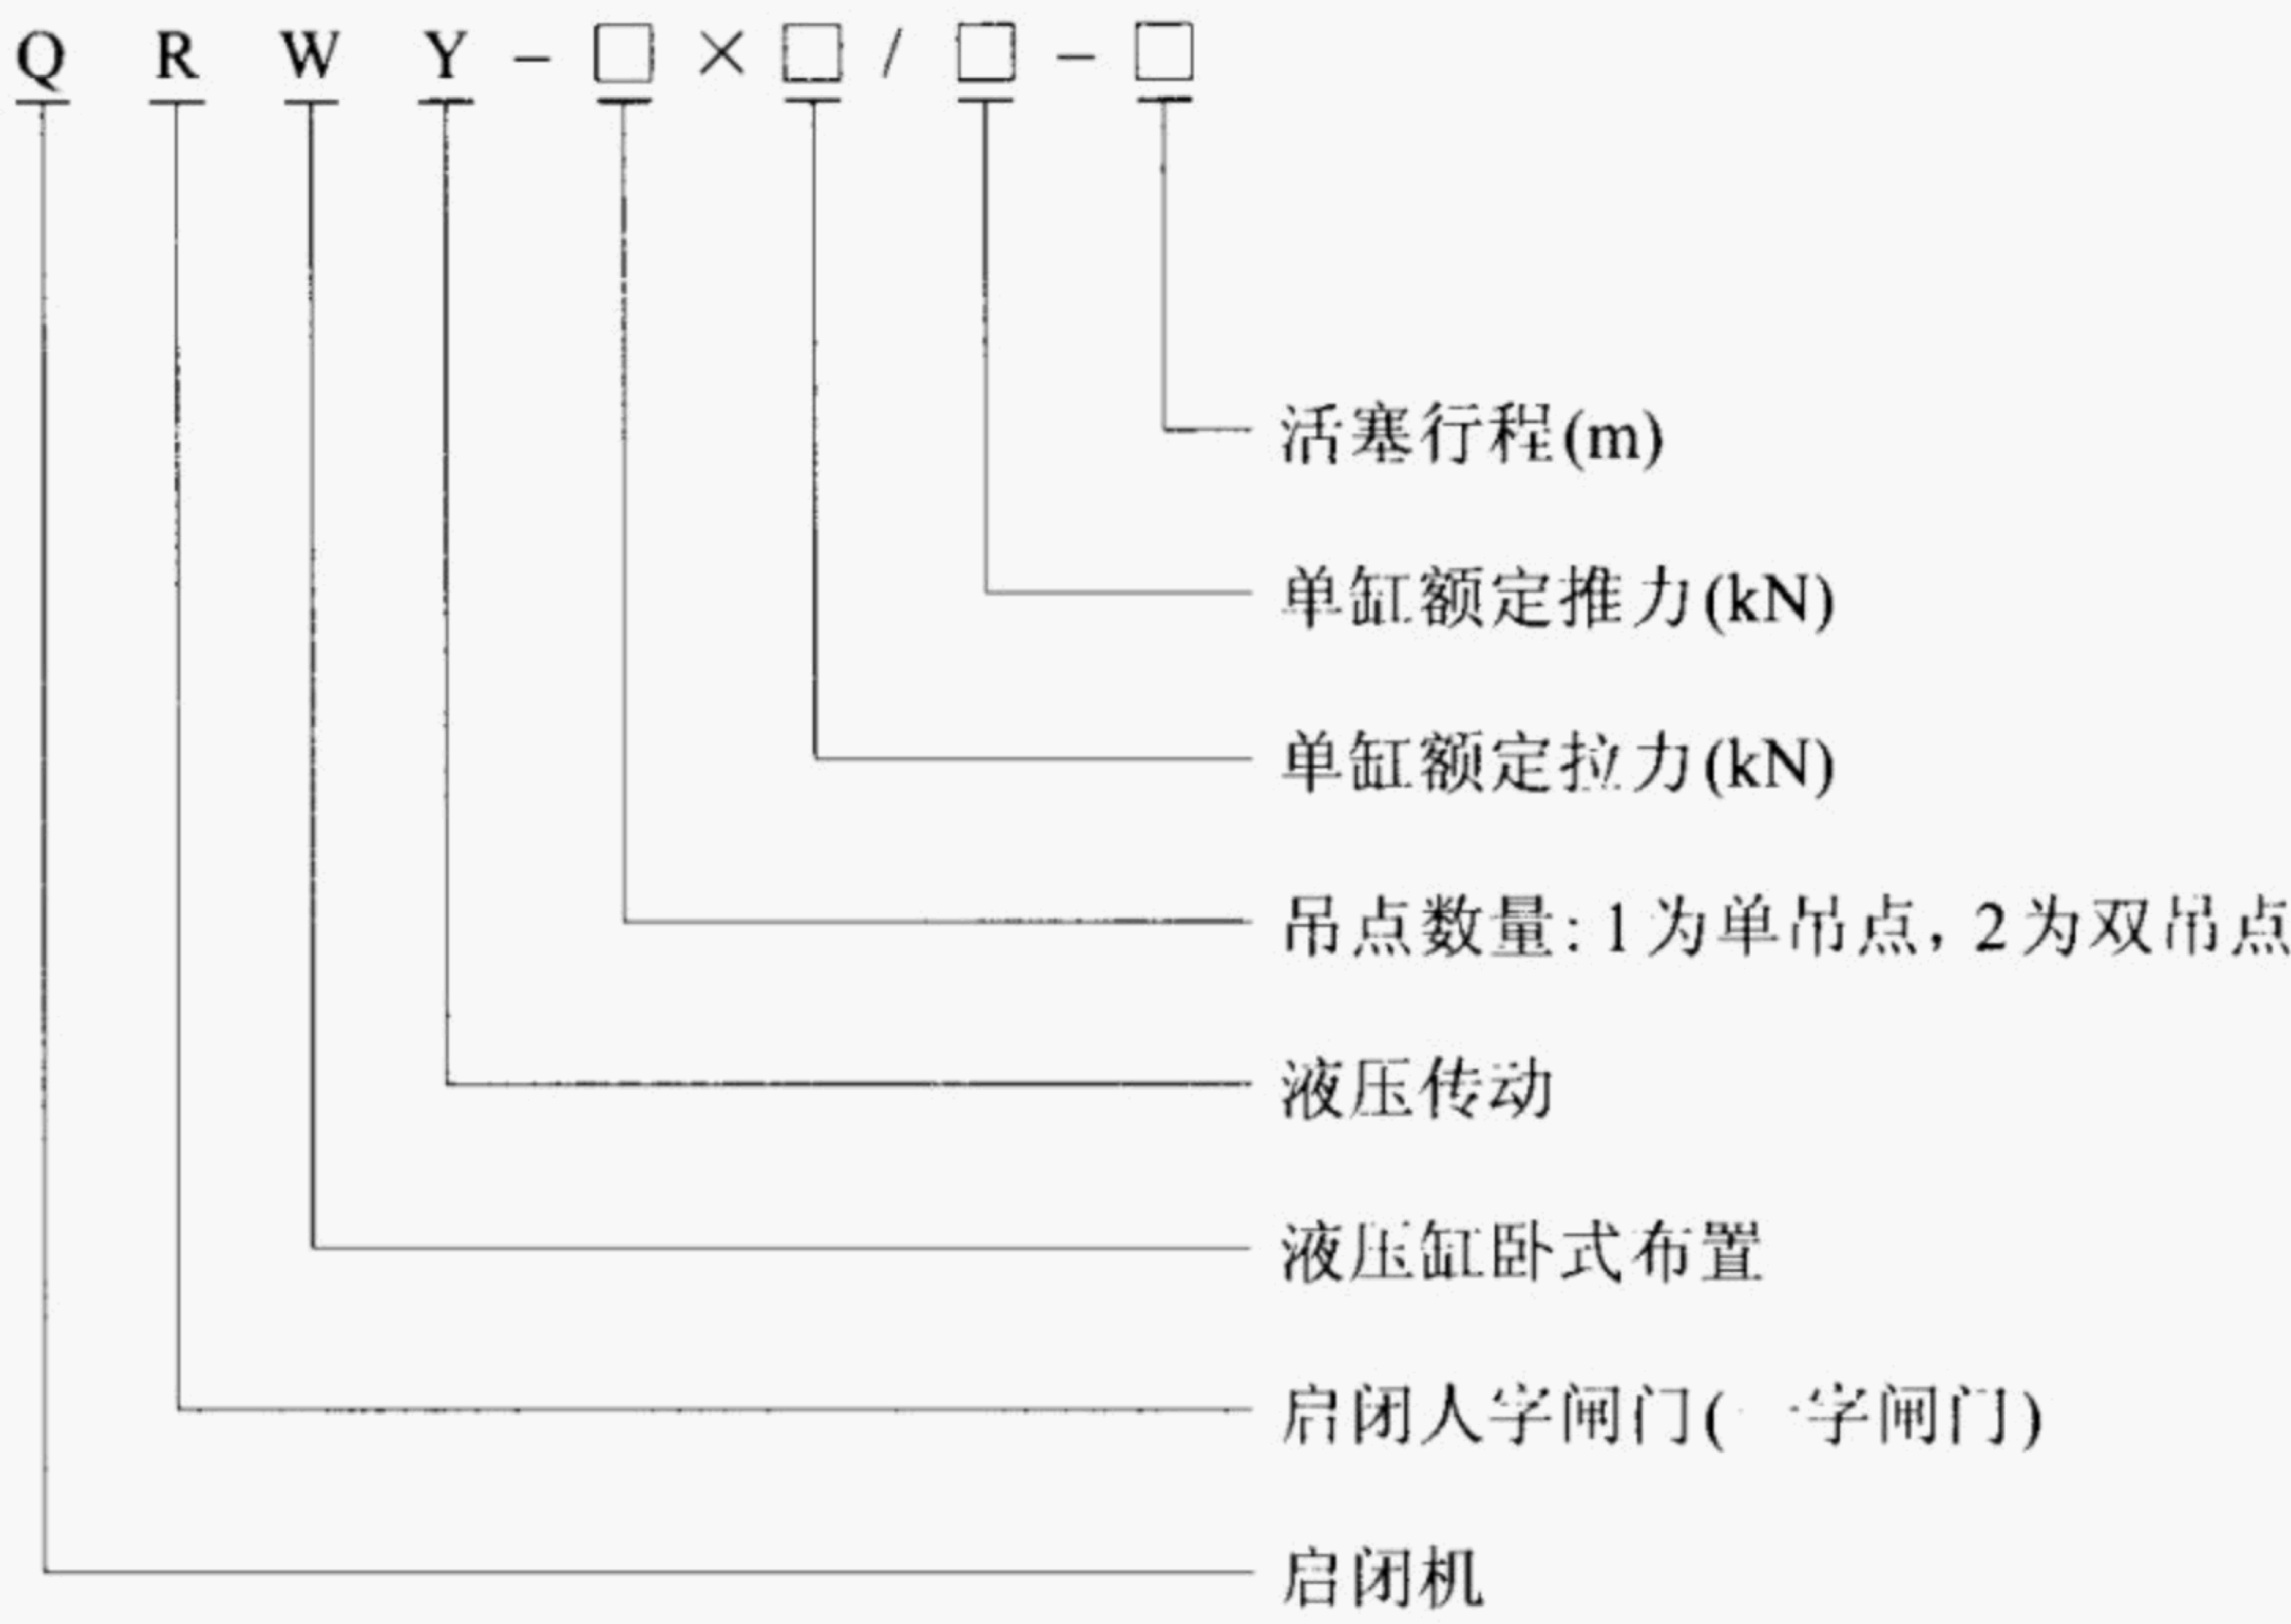 Q R W Y - □ × □ / □ - □
活塞行程(m)
单缸额定推力(kN)
单缸额定拉力(kN)
吊点数量: 1为单吊点, 2为双吊点
液压传动
液压缸卧式布置
启闭人字闸门(一字闸门)
启闭机